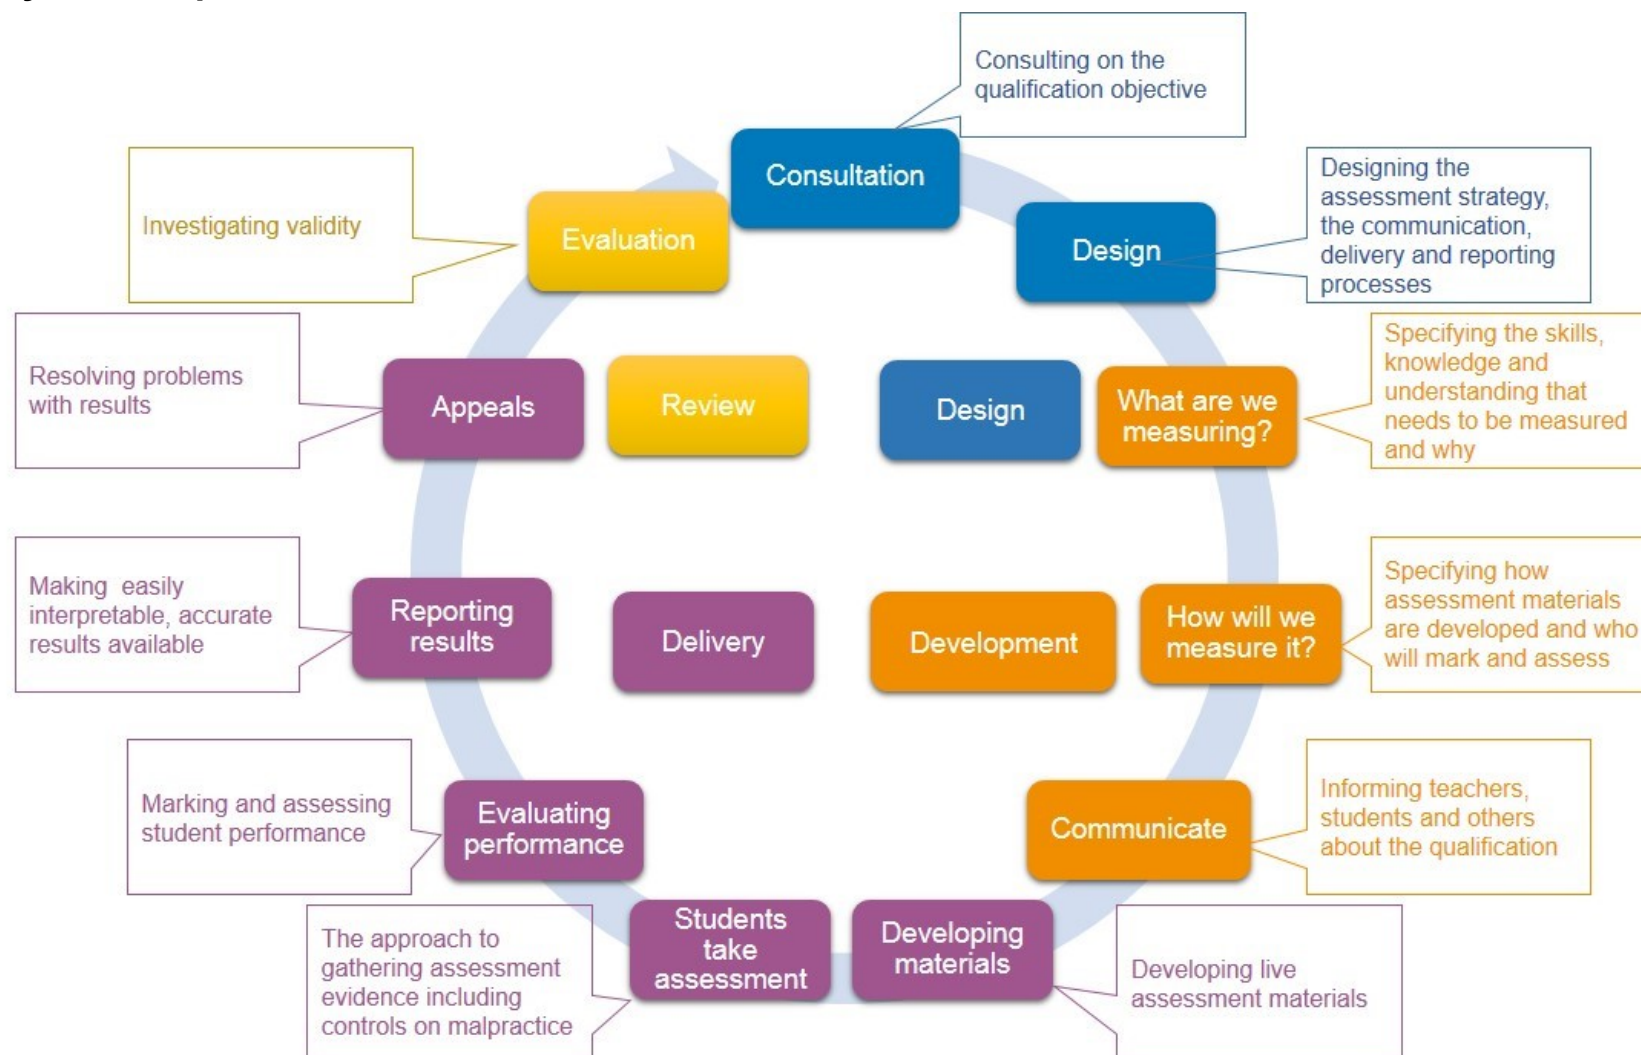 Consulting on the
qualification objective
Consultation
Designing the
assessment strategy,
the communication,
delivery and reporting
processes
Design
Investigating validity
Evaluation
Specifying the skills,
knowledge and
understanding that
needs to be measured
and why
What are we
measuring?
Design
Review
Appeals
Resolving problems
with results
Specifying how
assessment materials
are developed and who
will mark and assess
How will we
measure it?
Development
Delivery
Reporting
results
Making easily
interpretable, accurate
results available
Informing teachers,
students and others
about the qualification
Communicate
Evaluating
performance
Marking and assessing
student performance
Developing live
assessment materials
Developing
materials
Students
take
assessment
The approach to
gathering assessment
evidence including
controls on malpractice